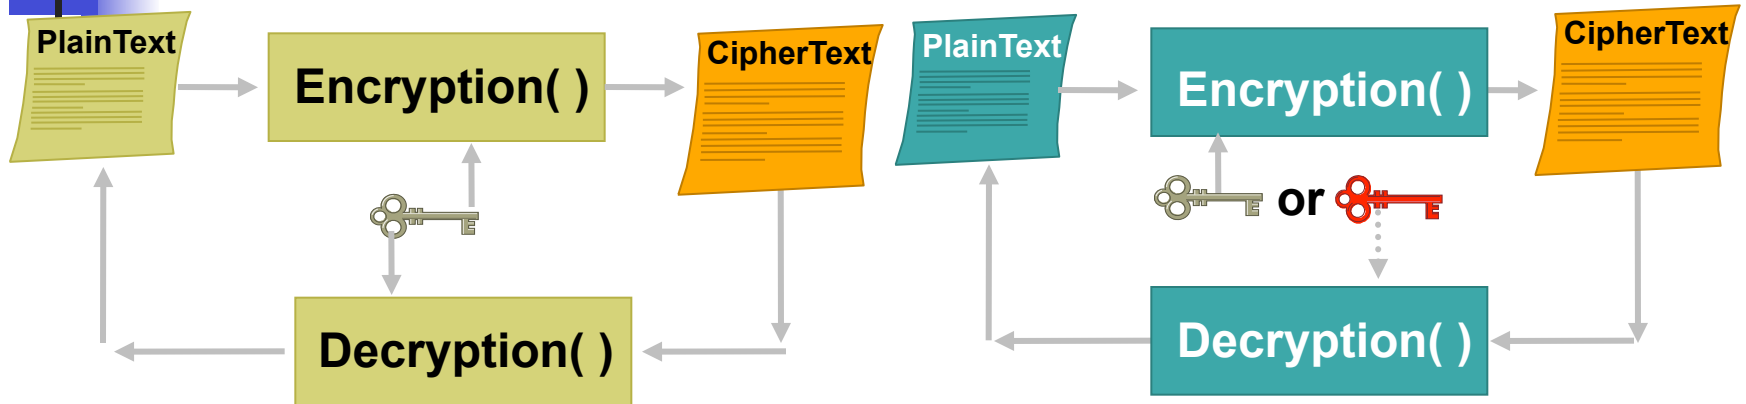 PlainText
Encryption( )
CipherText
Decryption( )
PlainText
Encryption( )
CipherText
or
Decryption( )